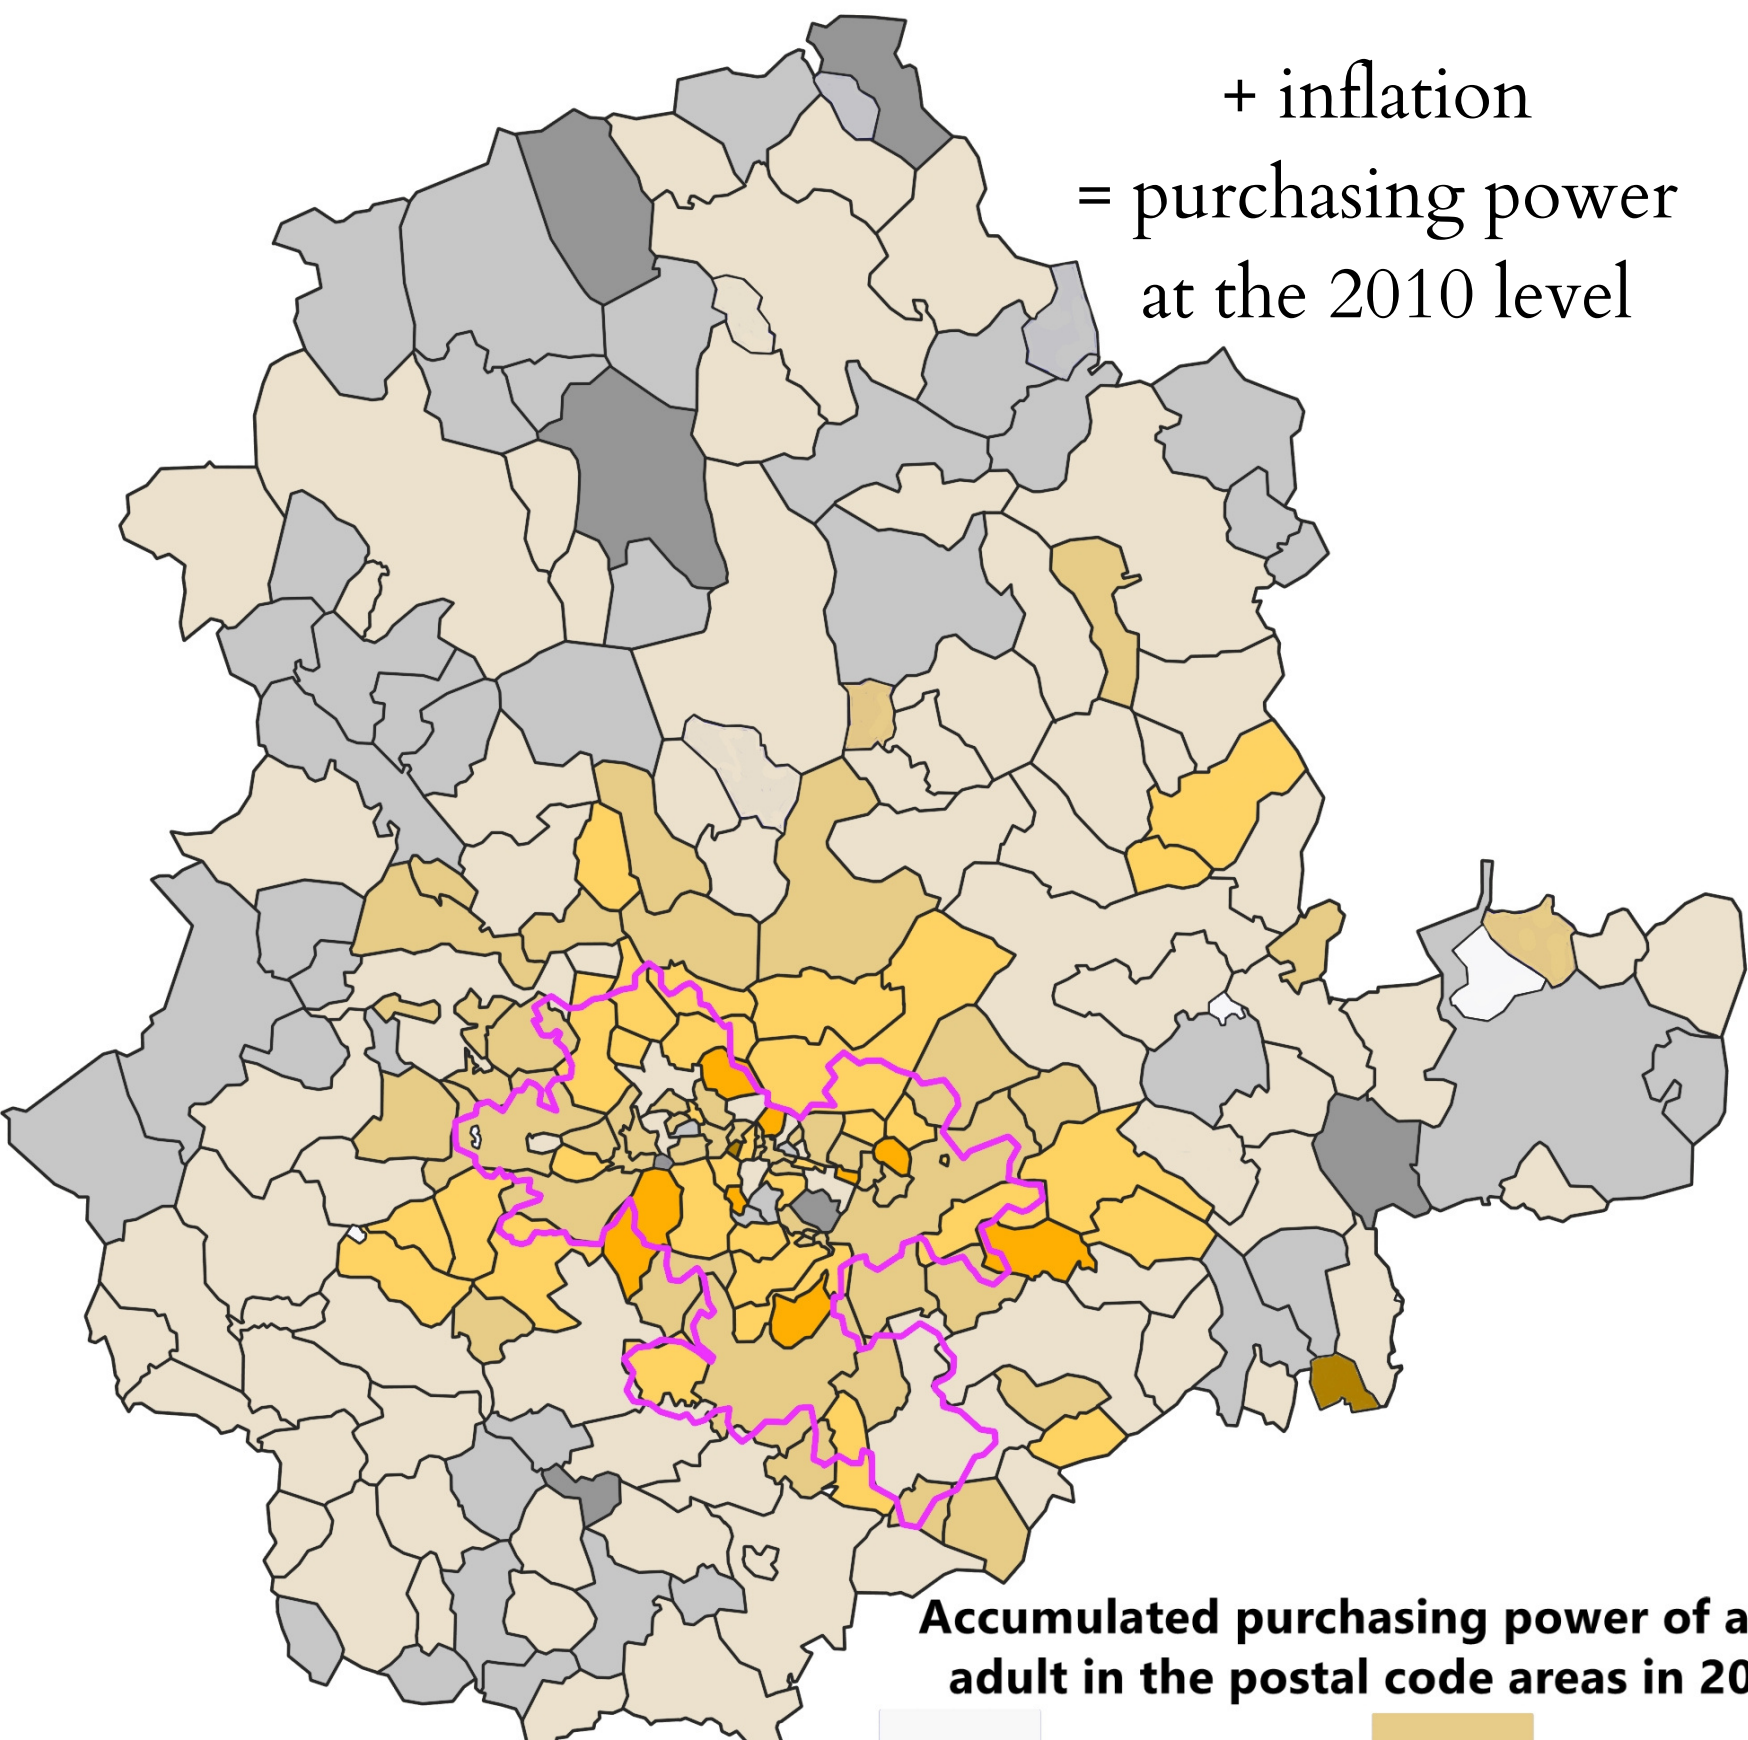 + inflation
= purchasing power
at the 2010 level
Accumulated purchasing power of a
adult in the postal code areas in 20